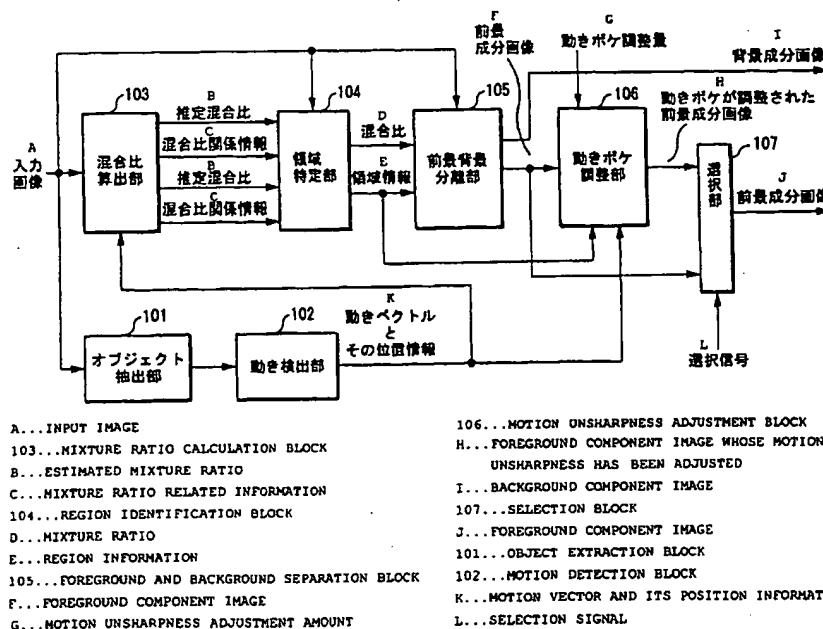 F
前景
成分画像
G
動きボケ調整量
I
背景成分画像
103
B
推定混合比
C
混合比関係情報
B
推定混合比
C
混合比関係情報
104
D
混合比
E
領域情報
105
106
H
動きボケが調整された
前景成分画像
107
J
前景成分画像
A
入力
画像
混合比
算出部
領域
特定部
前景背景
分離部
動きボケ
調整部
選択部
K
動きベクトル
と
その位置情報
L
選択信号
101
オブジェクト
抽出部
102
動き検出部
A...INPUT IMAGE
103...MIXTURE RATIO CALCULATION BLOCK
B...ESTIMATED MIXTURE RATIO
C...MIXTURE RATIO RELATED INFORMATION
104...REGION IDENTIFICATION BLOCK
D...MIXTURE RATIO
E...REGION INFORMATION
105...FOREGROUND AND BACKGROUND SEPARATION BLOCK
F...FOREGROUND COMPONENT IMAGE
G...MOTION UNSHARPNESS ADJUSTMENT AMOUNT
106...MOTION UNSHARPNESS ADJUSTMENT BLOCK
H...FOREGROUND COMPONENT IMAGE WHOSE MOTION
UNSHARPNESS HAS BEEN ADJUSTED
I...BACKGROUND COMPONENT IMAGE
107...SELECTION BLOCK
J...FOREGROUND COMPONENT IMAGE
101...OBJECT EXTRACTION BLOCK
102...MOTION DETECTION BLOCK
K...MOTION VECTOR AND ITS POSITION INFORMAT
L...SELECTION SIGNAL